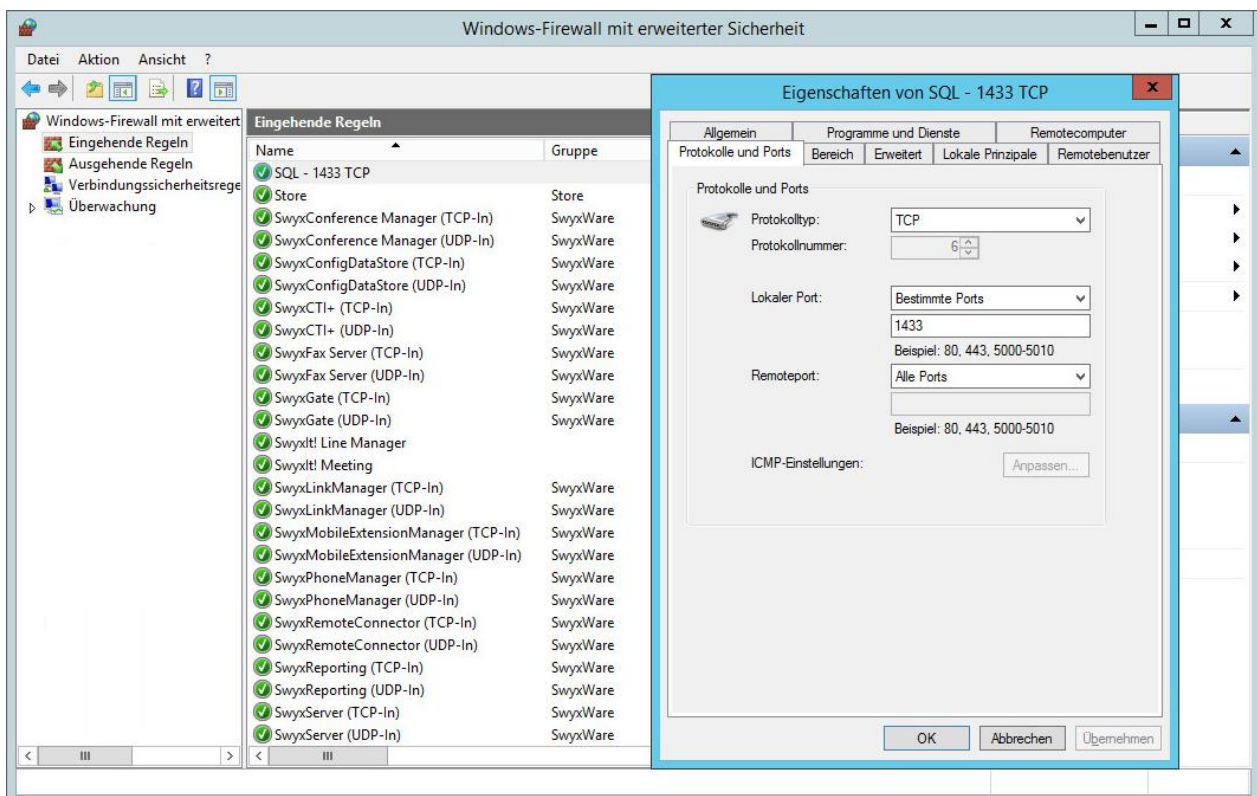 Windows-Firewall mit erweiterter Sicherheit
Datei Aktion Ansicht ?
Windows-Firewall mit erweitert
Eingehende Regeln
Ausgehende Regeln
Verbindungssicherheitsrege
Überwachung
Eingehende Regeln
Name Gruppe
SQL - 1433 TCP
Store Store
SwyxConference Manager (TCP-In) SwyxWare
SwyxConference Manager (UDP-In) SwyxWare
SwyxConfigDataStore (TCP-In) SwyxWare
SwyxConfigDataStore (UDP-In) SwyxWare
SwyxCTI+ (TCP-In) SwyxWare
SwyxCTI+ (UDP-In) SwyxWare
SwyxFax Server (TCP-In) SwyxWare
SwyxFax Server (UDP-In) SwyxWare
SwyxGate (TCP-In) SwyxWare
SwyxGate (UDP-In) SwyxWare
SwyxIt! Line Manager
SwyxIt! Meeting
SwyxLinkManager (TCP-In) SwyxWare
SwyxLinkManager (UDP-In) SwyxWare
SwyxMobileExtensionManager (TCP-In) SwyxWare
SwyxMobileExtensionManager (UDP-In) SwyxWare
SwyxPhoneManager (TCP-In) SwyxWare
SwyxPhoneManager (UDP-In) SwyxWare
SwyxRemoteConnector (TCP-In) SwyxWare
SwyxRemoteConnector (UDP-In) SwyxWare
SwyxReporting (TCP-In) SwyxWare
SwyxReporting (UDP-In) SwyxWare
SwyxServer (TCP-In) SwyxWare
SwyxServer (UDP-In) SwyxWare
Eigenschaften von SQL - 1433 TCP
Allgemein Programme und Dienste Remotecomputer
Protokolle und Ports Bereich Erweitert Lokale Prinzipale Remotebenutzer
Protokolle und Ports
Protokolltyp: TCP
Protokollnummer: 6
Lokaler Port: Bestimmte Ports
1433
Beispiel: 80, 443, 5000-5010
Remoteport: Alle Ports
Beispiel: 80, 443, 5000-5010
ICMP-Einstellungen: Anpassen...
OK Abbrechen Übernehmen